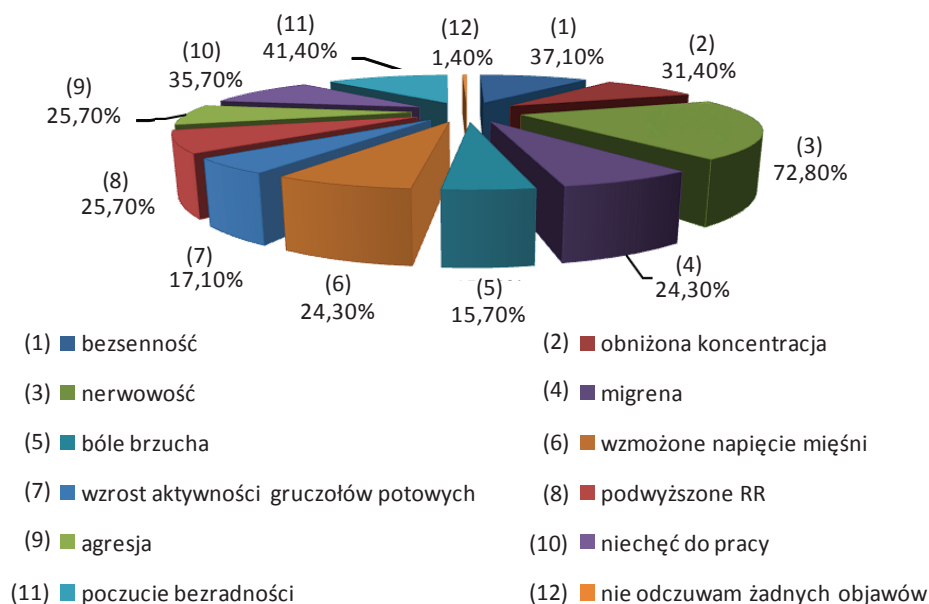 (11)
41,40%
(12)
1,40%
(1)
37,10%
(2)
31,40%
(10)
35,70%
(9)
25,70%
(3)
72,80%
(8)
25,70%
(7)
17,10%
(6)
24,30%
(5)
15,70%
(4)
24,30%
(1) bezsenność
(2) obniżona koncentracja
(3) nerwowość
(4) migrena
(5) bóle brzucha
(6) wzmożone napięcie mięśni
(7) wzrost aktywności gruczołów potowych
(8) podwyższone RR
(9) agresja
(10) niechęć do pracy
(11) poczucie bezradności
(12) nie odczuwam żadnych objawów